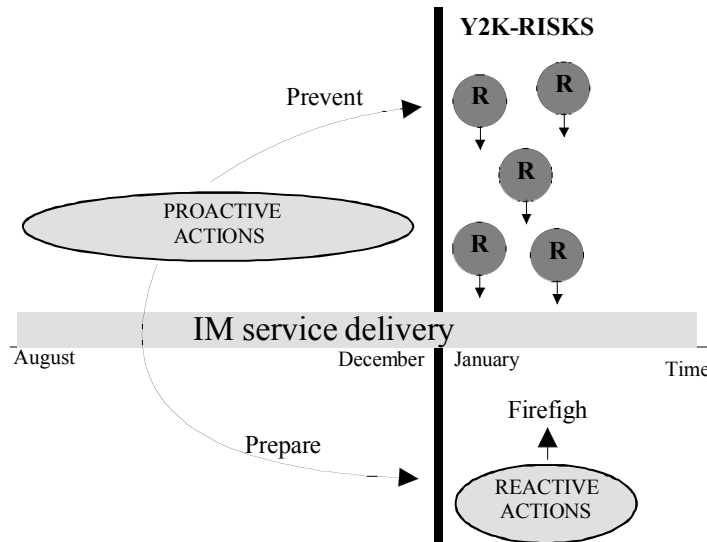 Y2K-RISKS
R
R
Prevent
R
PROACTIVE
ACTIONS
R
R
IM service delivery
August
December
January
Time
Firefigh
Prepare
REACTIVE
ACTIONS